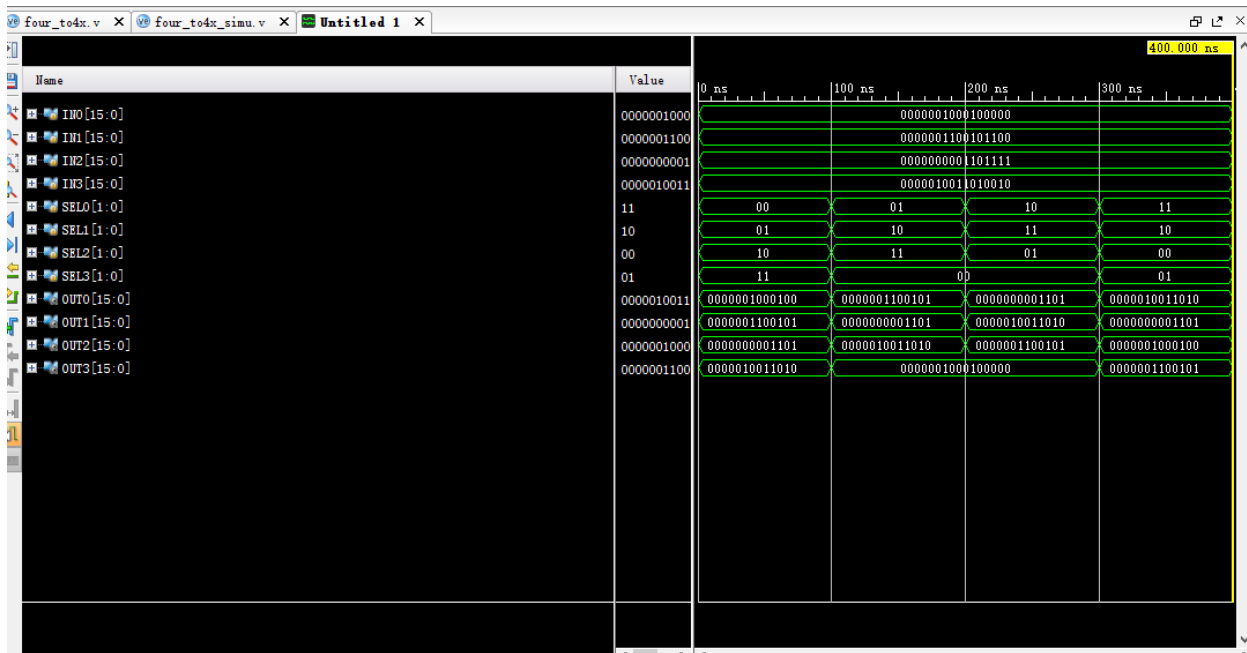 four_to4x.v X four_to4x_simu.v X Untitled 1 X
400.000 ns
Name Value 0 ns 100 ns 200 ns 300 ns
IN0[15:0] 0000001000 0000001000100000
IN1[15:0] 0000001100 0000001100101100
IN2[15:0] 0000000001 0000000001101111
IN3[15:0] 0000010011 0000010011010010
SEL0[1:0] 11 00 01 10 11
SEL1[1:0] 10 01 10 11 10
SEL2[1:0] 00 10 11 01 00
SEL3[1:0] 01 11 00 01
OUT0[15:0] 0000010011 0000001000100 0000001100101 0000000001101 0000010011010
OUT1[15:0] 0000000001 0000001100101 0000000001101 0000010011010 0000000001101
OUT2[15:0] 0000001000 0000000001101 0000010011010 0000001100101 0000001000100
OUT3[15:0] 0000001100 0000010011010 0000001000100000 0000001100101